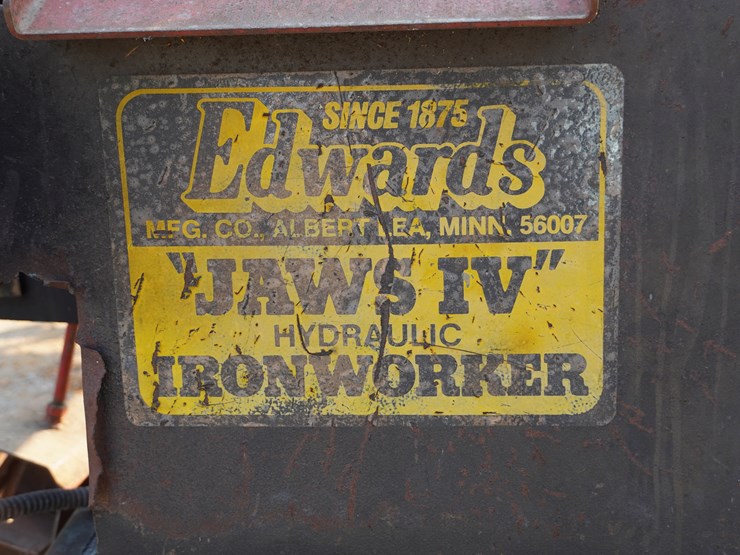 SINCE 1875
Edwards
MFG. CO., ALBERT LEA, MINN. 56007
"JAWS IV"
HYDRAULIC
IRONWORKER